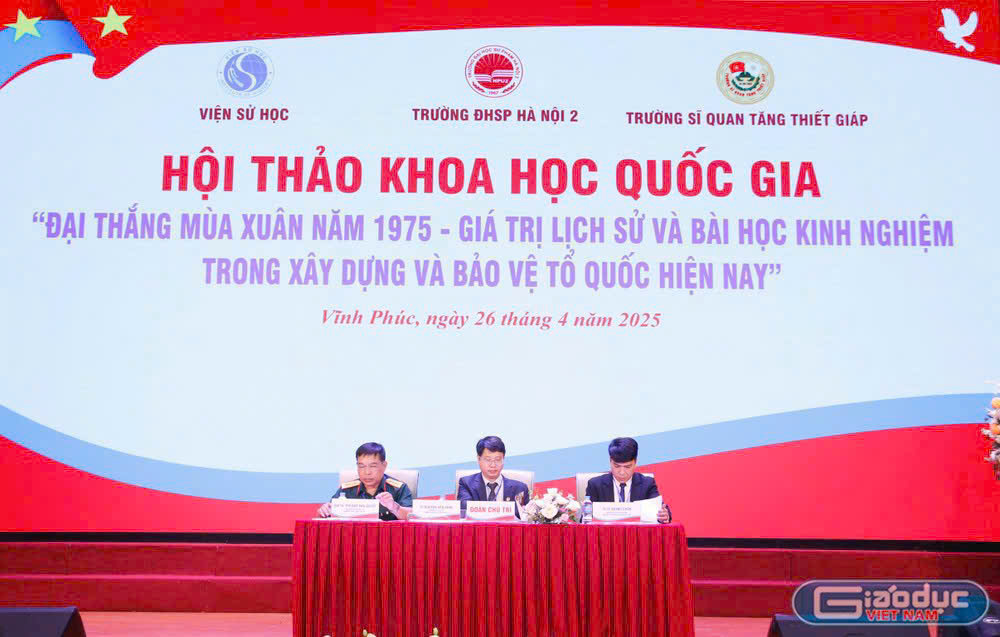 VIỆN SỬ HỌC
TRƯỜNG ĐHSP HÀ NỘI 2
TRƯỜNG SĨ QUAN TĂNG THIẾT GIÁP
HỘI THẢO KHOA HỌC QUỐC GIA
“ĐẠI THẮNG MÙA XUÂN NĂM 1975 - GIÁ TRỊ LỊCH SỬ VÀ BÀI HỌC KINH NGHIỆM
TRONG XÂY DỰNG VÀ BẢO VỆ TỔ QUỐC HIỆN NAY”
Vĩnh Phúc, ngày 26 tháng 4 năm 2025
ĐOÀN CHỦ TRÌ
Giáo dục
VIỆT NAM